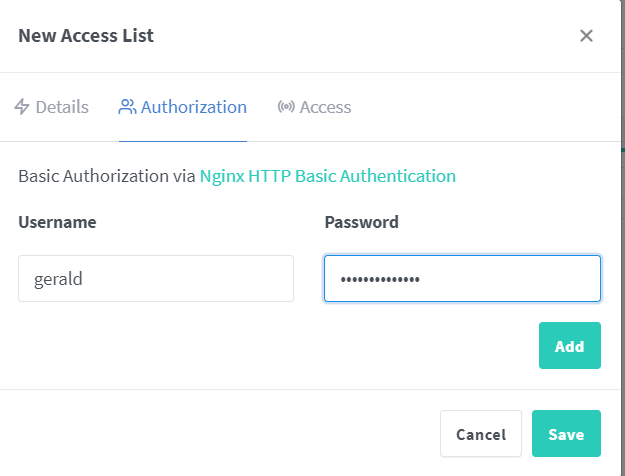 New Access List
Details Authorization Access
Basic Authorization via Nginx HTTP Basic Authentication
Username Password
gerald ••••••••••••••
Add
Cancel Save